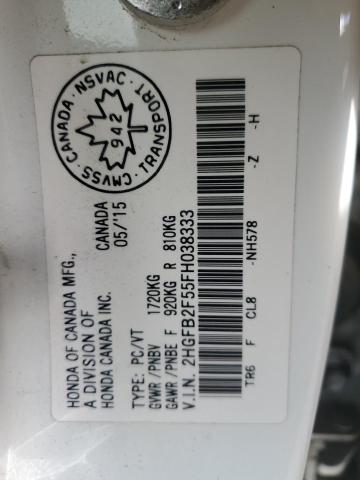 HONDA OF CANADA MFG.,
A DIVISION OF
HONDA CANADA INC.
CANADA
05/'15
CMVSS·CANADA·NSVAC·TRANSPORT
942
TYPE: PC/VT
GVWR/PNBV 1720KG
GAWR/PNBE F 920KG R 810KG
V.I.N. 2HGFB2F55FH038333
TR6 F CL8 -NH578 -Z -H